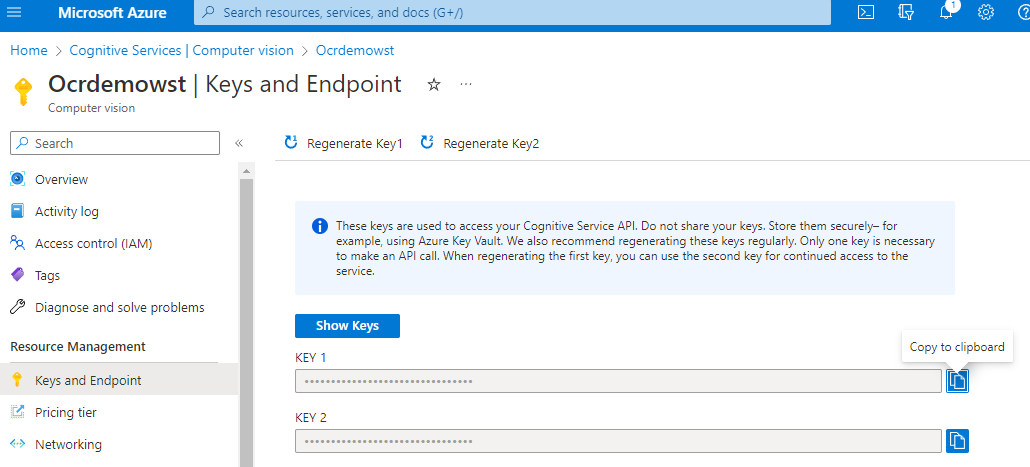 Microsoft Azure
Search resources, services, and docs (G+/)
1
Home > Cognitive Services | Computer vision > Ocrdemowst
Ocrdemowst | Keys and Endpoint
Computer vision
Search
Regenerate Key1
Regenerate Key2
Overview
Activity log
Access control (IAM)
Tags
Diagnose and solve problems
Resource Management
Keys and Endpoint
Pricing tier
Networking
These keys are used to access your Cognitive Service API. Do not share your keys. Store them securely– for
example, using Azure Key Vault. We also recommend regenerating these keys regularly. Only one key is necessary
to make an API call. When regenerating the first key, you can use the second key for continued access to the
service.
Show Keys
Copy to clipboard
KEY 1
KEY 2